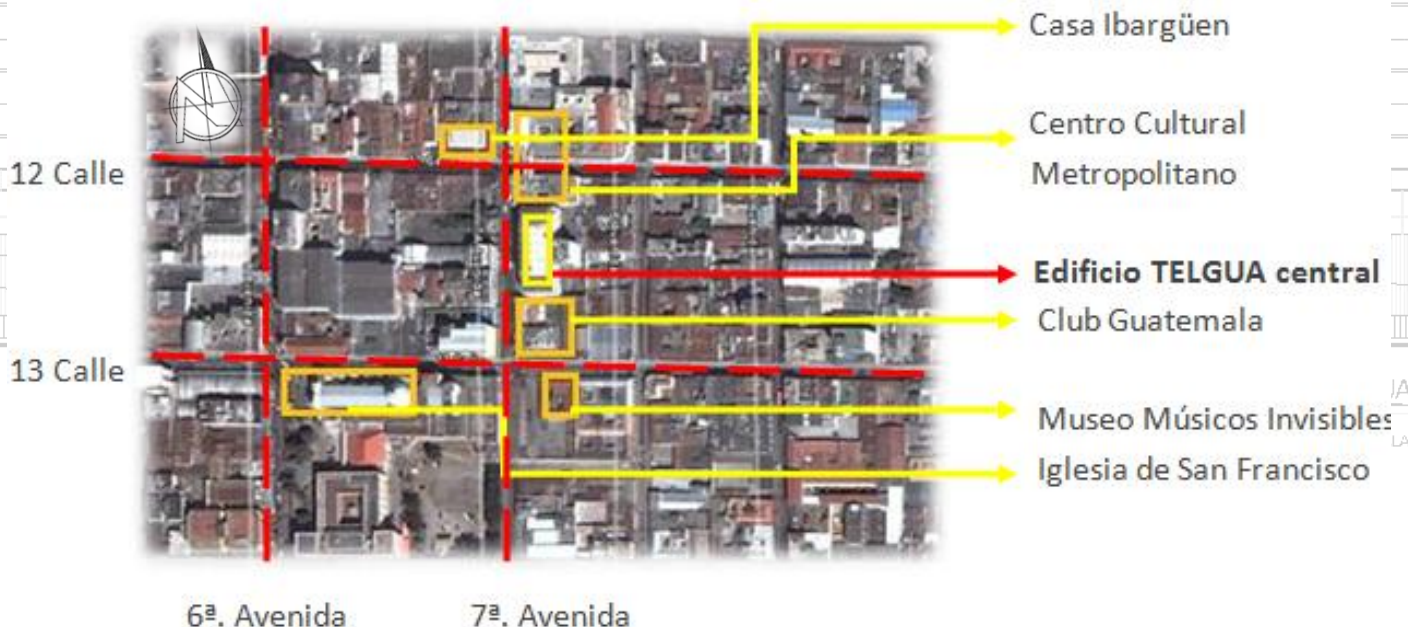 Casa Ibargüen
Centro Cultural
Metropolitano
12 Calle
Edificio TELGUA central
Club Guatemala
13 Calle
Museo Músicos Invisibles
Iglesia de San Francisco
6ª. Avenida
7ª. Avenida